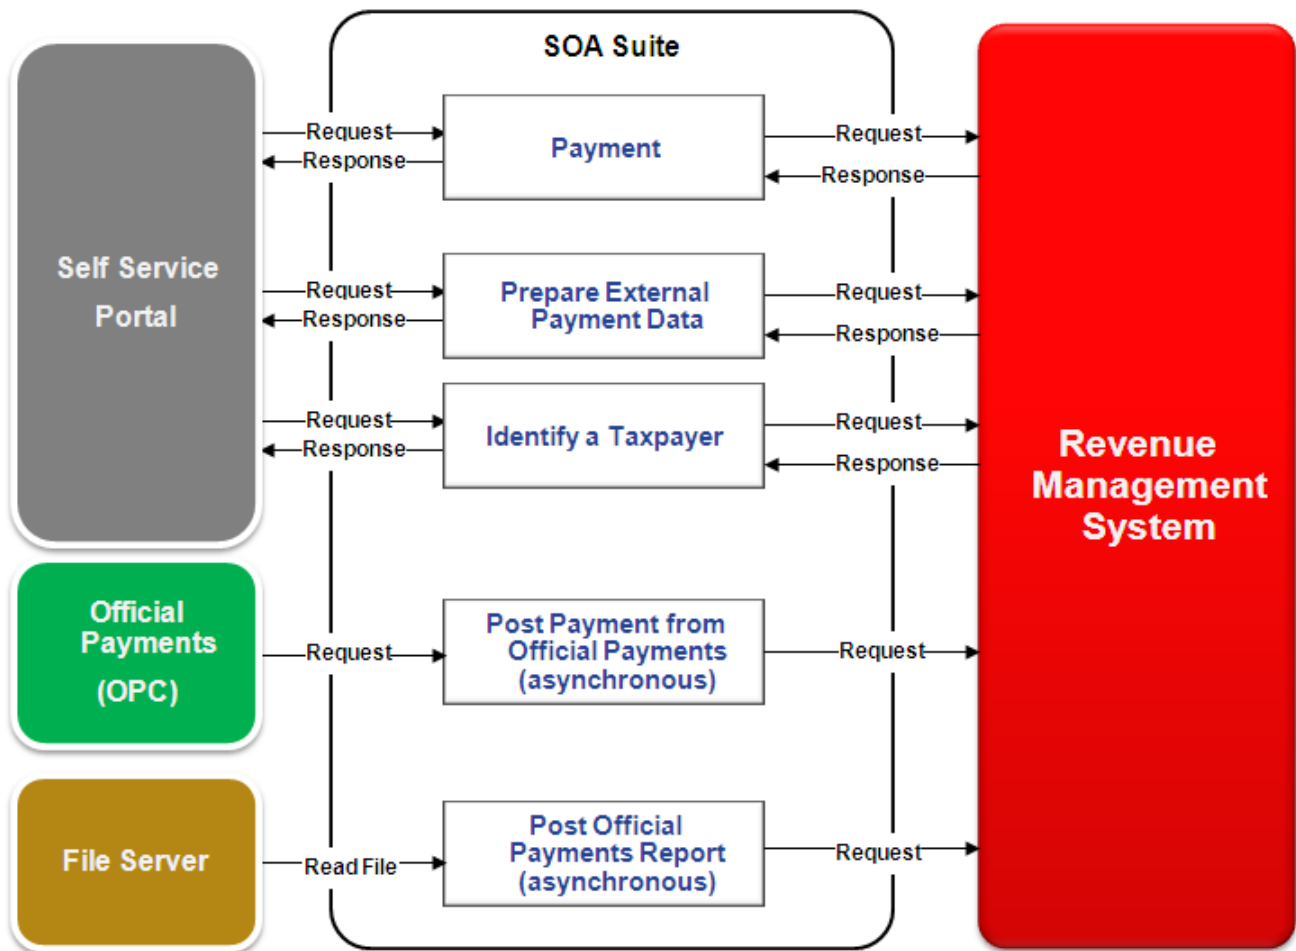 SOA Suite
Self Service
Portal
Request
Response
Payment
Request
Response
Request
Response
Prepare External
Payment Data
Request
Response
Request
Response
Identify a Taxpayer
Request
Response
Revenue
Management
System
Official
Payments
(OPC)
Request
Post Payment from
Official Payments
(asynchronous)
Request
File Server
Read File
Post Official
Payments Report
(asynchronous)
Request